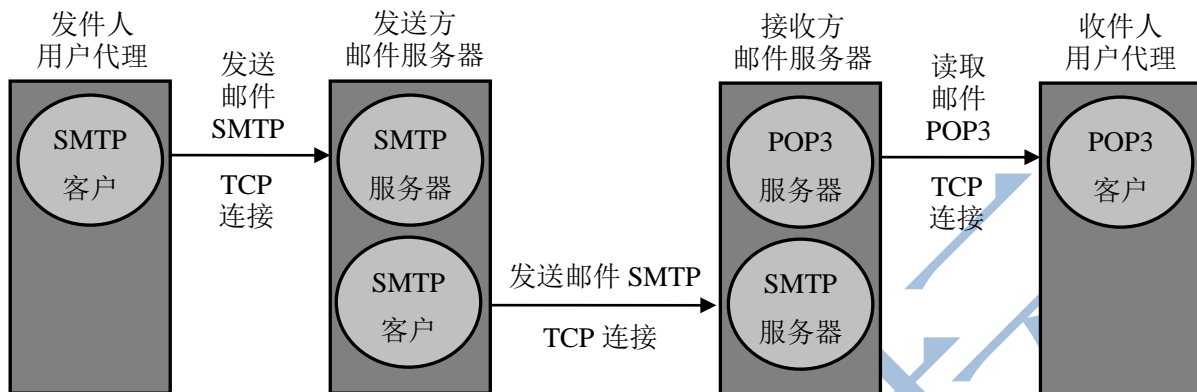 发件人
用户代理
发送方
邮件服务器
接收方
邮件服务器
收件人
用户代理
发送
邮件
SMTP
TCP
连接
读取
邮件
POP3
TCP
连接
SMTP
客户
SMTP
服务器
POP3
服务器
POP3
客户
SMTP
客户
发送邮件 SMTP
TCP 连接
SMTP
服务器